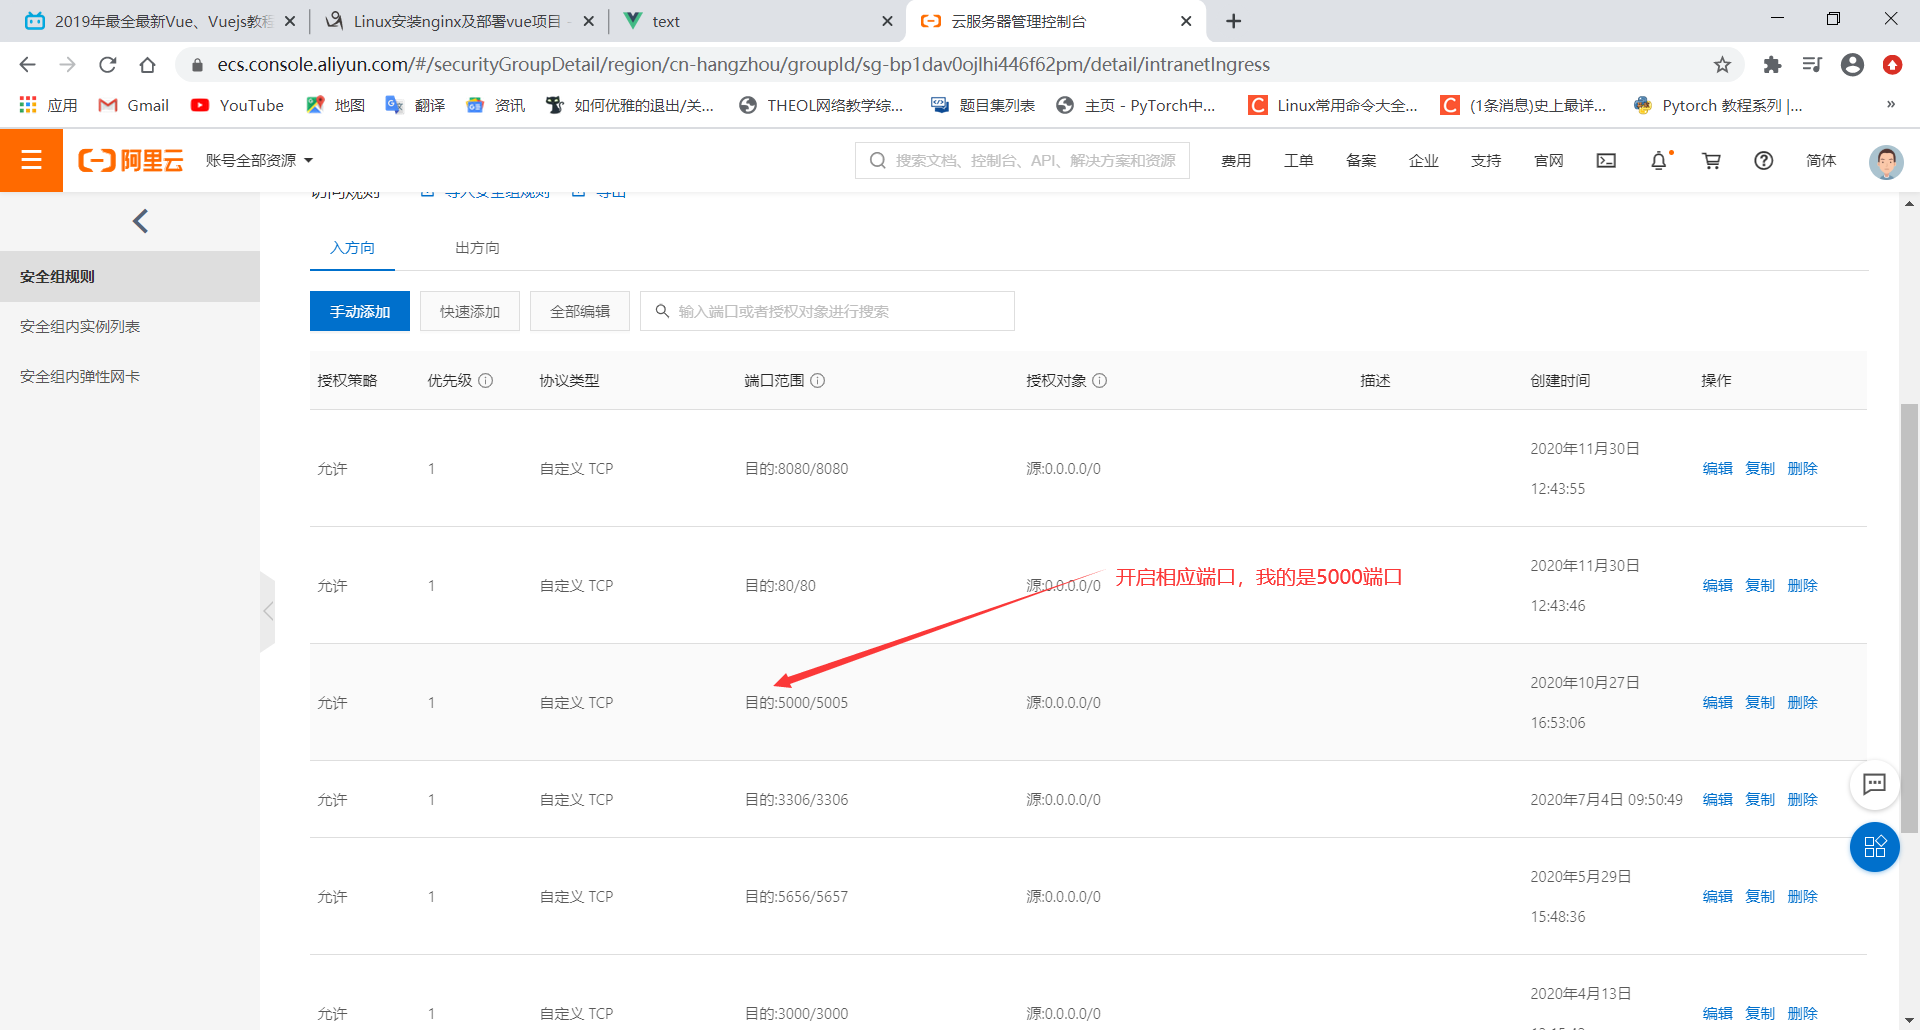 2019年最全最新Vue、Vuejs教程
Linux安装nginx及部署vue项目 -
text
云服务器管理控制台
ecs.console.aliyun.com/#/securityGroupDetail/region/cn-hangzhou/groupId/sg-bp1dav0ojlhi446f62pm/detail/intranetIngress
应用 Gmail YouTube 地图 翻译 资讯 如何优雅的退出/关... THEOL网络教学综... 题目集列表 主页 - PyTorch中... Linux常用命令大全... (1条消息)史上最详... Pytorch 教程系列 |... »
阿里云 账号全部资源 搜索文档、控制台、API、解决方案和资源 费用 工单 备案 企业 支持 官网 简体
访问规则 导入安全组规则 导出
入方向 出方向
安全组规则
安全组内实例列表
安全组内弹性网卡
手动添加 快速添加 全部编辑 输入端口或者授权对象进行搜索
授权策略 优先级 协议类型 端口范围 授权对象 描述 创建时间 操作
允许 1 自定义 TCP 目的:8080/8080 源:0.0.0.0/0 2020年11月30日 12:43:55 编辑 复制 删除
允许 1 自定义 TCP 目的:80/80 源:0.0.0.0/0 2020年11月30日 12:43:46 编辑 复制 删除
开启相应端口，我的是5000端口
允许 1 自定义 TCP 目的:5000/5005 源:0.0.0.0/0 2020年10月27日 16:53:06 编辑 复制 删除
允许 1 自定义 TCP 目的:3306/3306 源:0.0.0.0/0 2020年7月4日 09:50:49 编辑 复制 删除
允许 1 自定义 TCP 目的:5656/5657 源:0.0.0.0/0 2020年5月29日 15:48:36 编辑 复制 删除
允许 1 自定义 TCP 目的:3000/3000 源:0.0.0.0/0 2020年4月13日 编辑 复制 删除